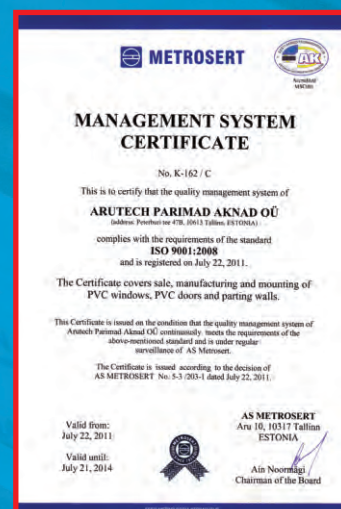 METROSERT
EAK
MANAGEMENT SYSTEM
CERTIFICATE
No. K-162 / C
This is to certify that the quality management system of
ARUTECH PARIMAD AKNAD OÜ
(address: Peterburi tee 47B, 10613 Tallinn, ESTONIA)
complies with the requirements of the standard
ISO 9001:2008
and is registered on July 22, 2011.
The Certificate covers sale, manufacturing and mounting of
PVC windows, PVC doors and parting walls.
This Certificate is issued on the condition that the quality management system of
Arutech Parimad Aknad OÜ continuously meets the requirements of the
above-mentioned standard and is under regular
surveillance of AS Metrosert.
The Certificate is issued according to the decision of
AS METROSERT No. 5-3 /203-1 dated July 22, 2011.
Valid from:
July 22, 2011
Valid until:
July 21, 2014
AS METROSERT
Aru 10, 10317 Tallinn
ESTONIA
Ain Noormägi
Chairman of the Board